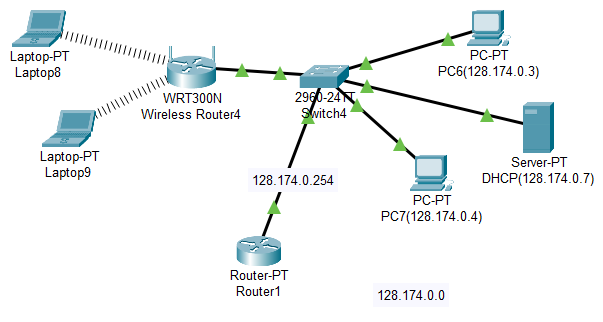 Laptop-PT
Laptop8
WRT300N
Wireless Router4
2960-24TT
Switch4
PC-PT
PC6(128.174.0.3)
Laptop-PT
Laptop9
Server-PT
DHCP(128.174.0.7)
128.174.0.254
PC-PT
PC7(128.174.0.4)
Router-PT
Router1
128.174.0.0